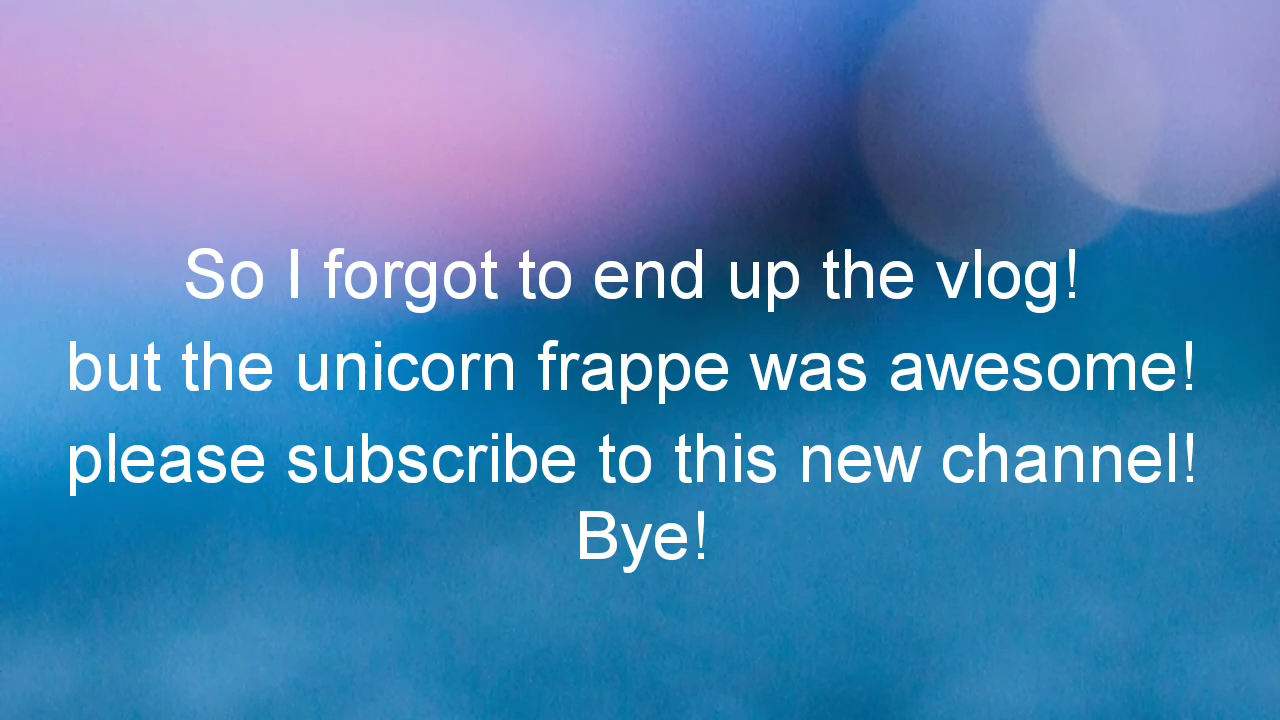 So I forgot to end up the vlog!
but the unicorn frappe was awesome!
please subscribe to this new channel!
Bye!